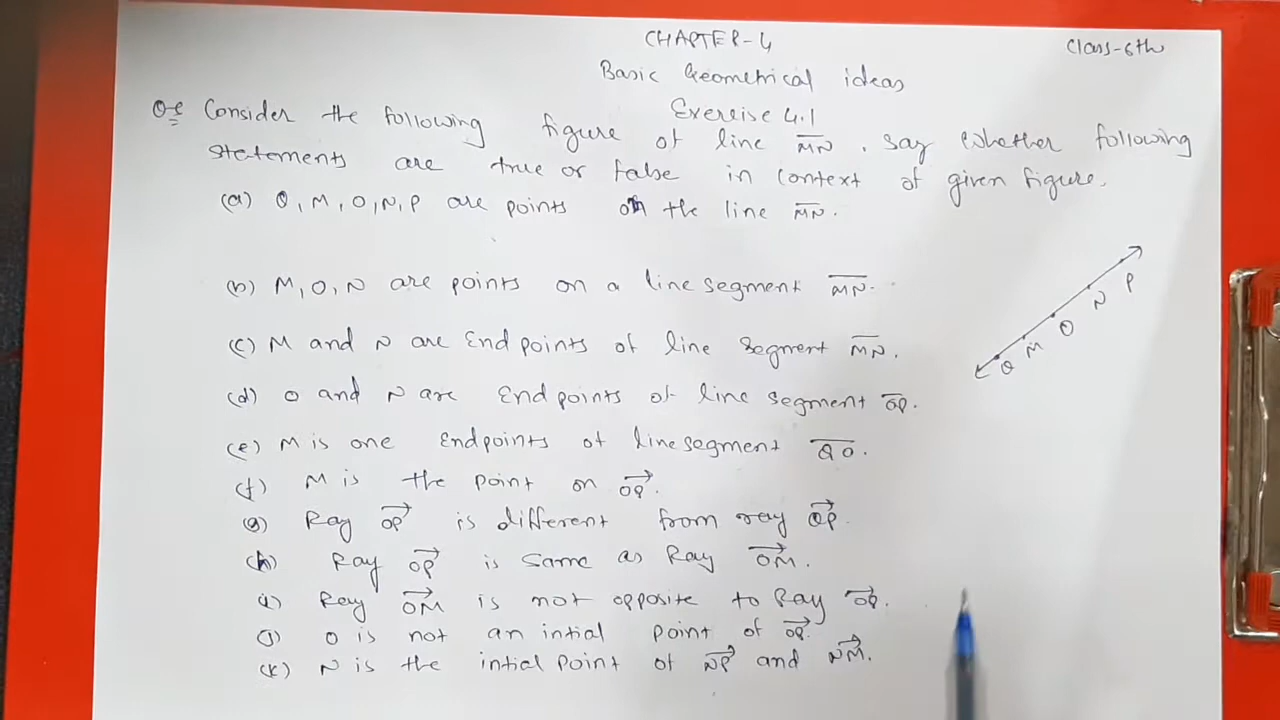 CHAPTER-4
Class-6th
Basic Geometrical ideas
Exercise 4.1
Q6 Consider the following figure of line MN. say whether following
statements are true or false in context of given figure.
(a) Q, M, O, N, P are points on the line MN.
(b) M, O, N are points on a line segment MN.
(c) M and N are End points of line segment MN.
(d) O and N are End points of line segment OP.
(e) M is one Endpoints of line segment QO.
(f) M is the point on OP.
(g) Ray OP is different from ray QP.
(h) Ray OP is same as Ray OM.
(i) Ray OM is not opposite to Ray OP.
(j) O is not an intial point of OP.
(k) N is the intial point of NP and NM.
Q M O N P